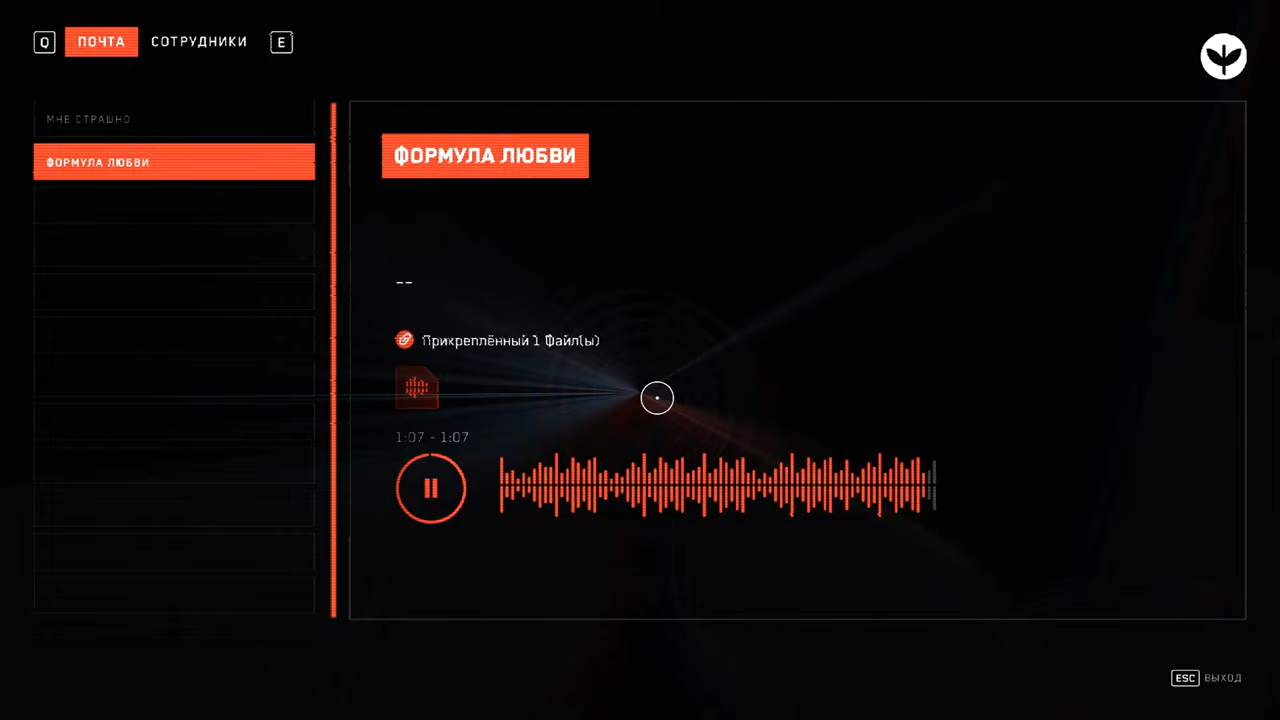 Q ПОЧТА СОТРУДНИКИ E
МНЕ СТРАШНО
ФОРМУЛА ЛЮБВИ
ФОРМУЛА ЛЮБВИ
--
Прикреплённый 1 Файл(ы)
1:07 - 1:07
ESC ВЫХОД